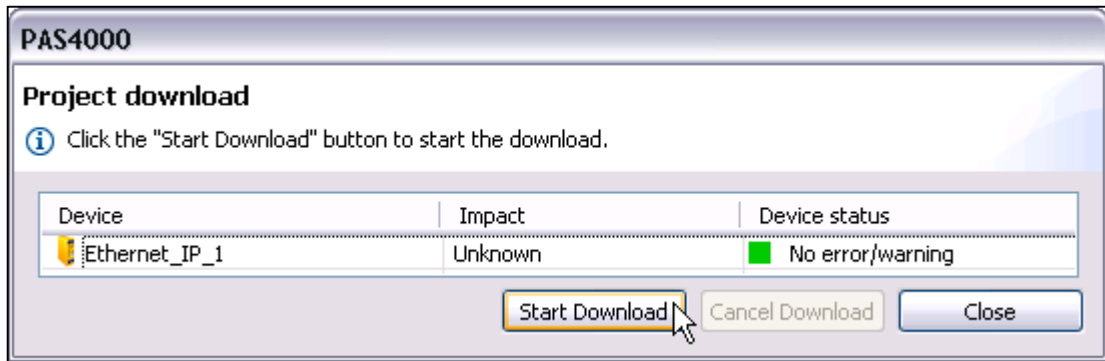 PAS4000
Project download
Click the "Start Download" button to start the download.
Device Impact Device status
Ethernet_IP_1 Unknown No error/warning
Start Download Cancel Download Close